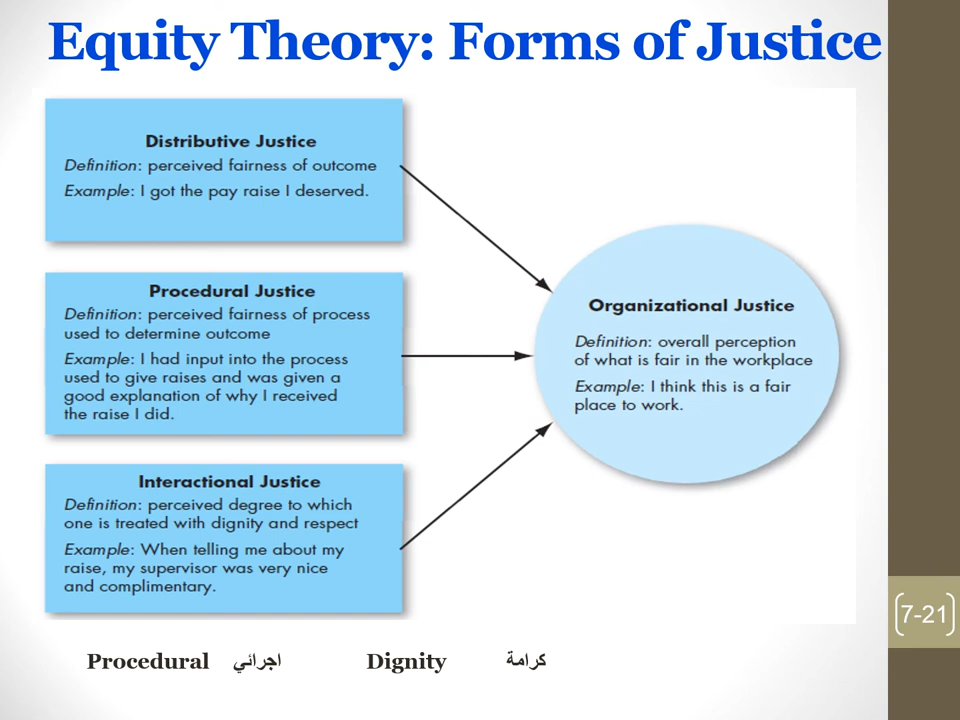 Equity Theory: Forms of Justice
Distributive Justice
Definition: perceived fairness of outcome
Example: I got the pay raise I deserved.
Procedural Justice
Definition: perceived fairness of process
used to determine outcome
Example: I had input into the process
used to give raises and was given a
good explanation of why I received
the raise I did.
Interactional Justice
Definition: perceived degree to which
one is treated with dignity and respect
Example: When telling me about my
raise, my supervisor was very nice
and complimentary.
Organizational Justice
Definition: overall perception
of what is fair in the workplace
Example: I think this is a fair
place to work.
7-21
Procedural اجرائي Dignity كرامة